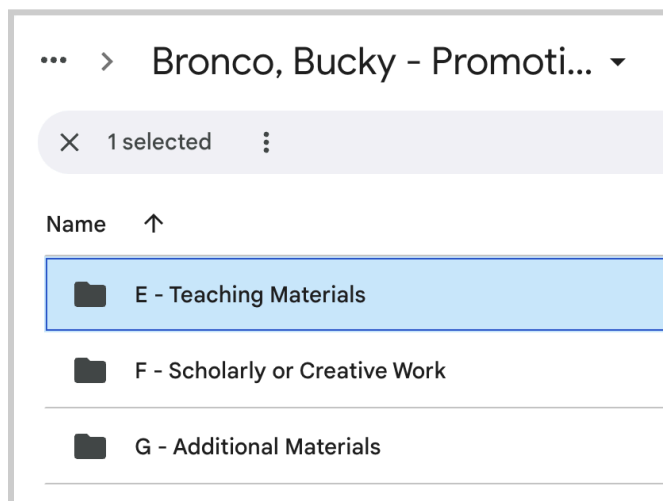 Bronco, Bucky - Promoti...
1 selected
Name
E - Teaching Materials
F - Scholarly or Creative Work
G - Additional Materials